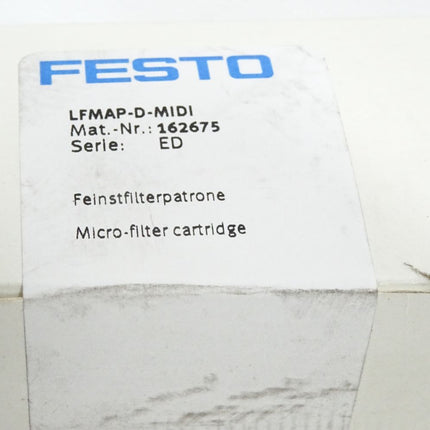 FESTO
LFMAP-D-MIDI
Mat.-Nr.: 162675
Serie: ED
Feinstfilterpatrone
Micro-filter cartridge